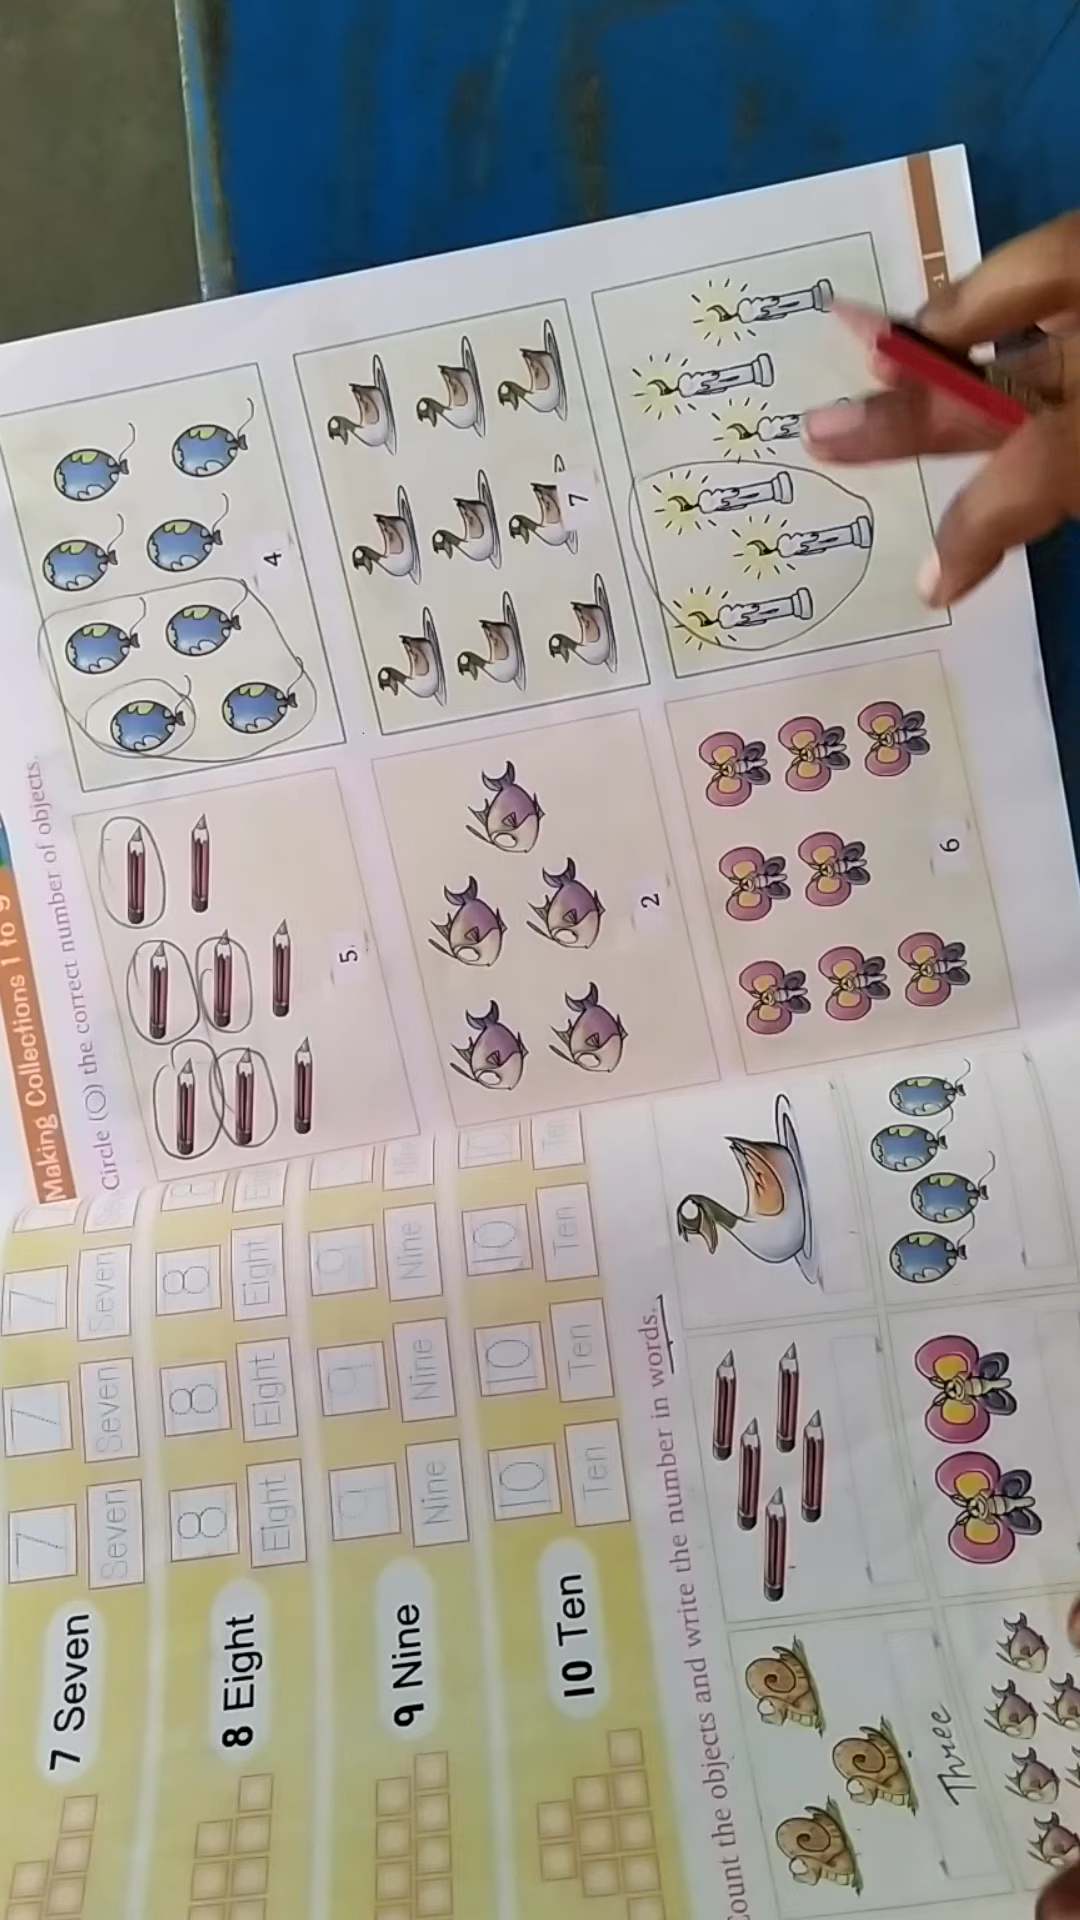 7 Seven
7 7 7
Seven Seven Seven
8 Eight
8 8 8 8
Eight Eight Eight
9 Nine
9 9 9
Nine Nine Nine
10 Ten
10 10 10 10
Ten Ten Ten Ten
Count the objects and write the number in words.
Three
Making Collections 1 to 9
Circle (O) the correct number of objects.
5.
4
2
7
6